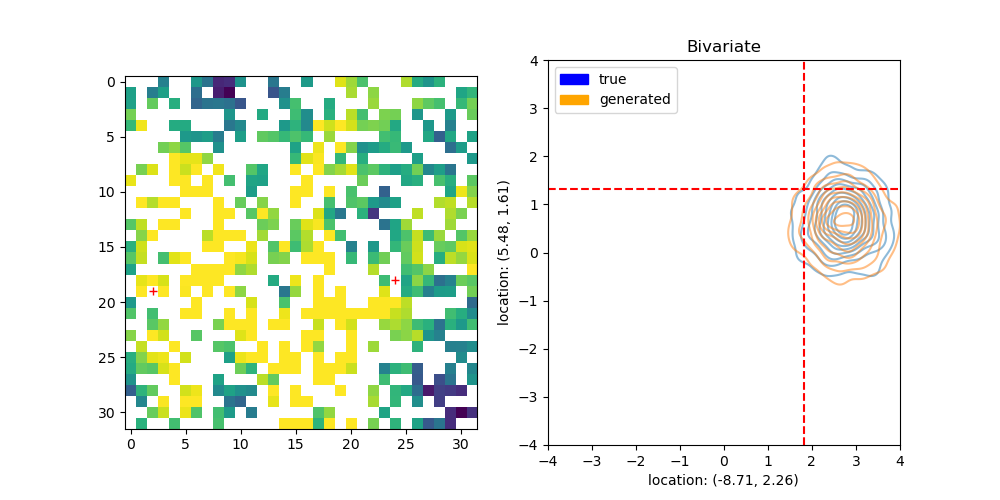 Bivariate
0
5
10
15
20
25
30
0 5 10 15 20 25 30
true
generated
4
3
2
1
0
−1
−2
−3
−4
−4 −3 −2 −1 0 1 2 3 4
location: (5.48, 1.61)
location: (-8.71, 2.26)